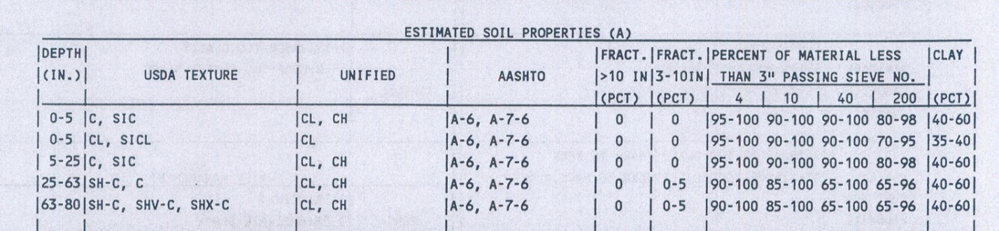 ESTIMATED SOIL PROPERTIES (A)
|DEPTH| | | |FRACT.|FRACT.|PERCENT OF MATERIAL LESS |CLAY |
|(IN.)| USDA TEXTURE | UNIFIED | AASHTO |>10 IN|3-10IN| THAN 3" PASSING SIEVE NO. | |
| | | | |(PCT)|(PCT)| 4 | 10 | 40 | 200 |(PCT)|
| 0-5 |C, SIC |CL, CH |A-6, A-7-6 | 0 | 0 |95-100 90-100 90-100 80-98 |40-60|
| 0-5 |CL, SICL |CL |A-6, A-7-6 | 0 | 0 |95-100 90-100 90-100 70-95 |35-40|
| 5-25|C, SIC |CL, CH |A-6, A-7-6 | 0 | 0 |95-100 90-100 90-100 80-98 |40-60|
|25-63|SH-C, C |CL, CH |A-6, A-7-6 | 0 | 0-5 |90-100 85-100 65-100 65-96 |40-60|
|63-80|SH-C, SHV-C, SHX-C |CL, CH |A-6, A-7-6 | 0 | 0-5 |90-100 85-100 65-100 65-96 |40-60|